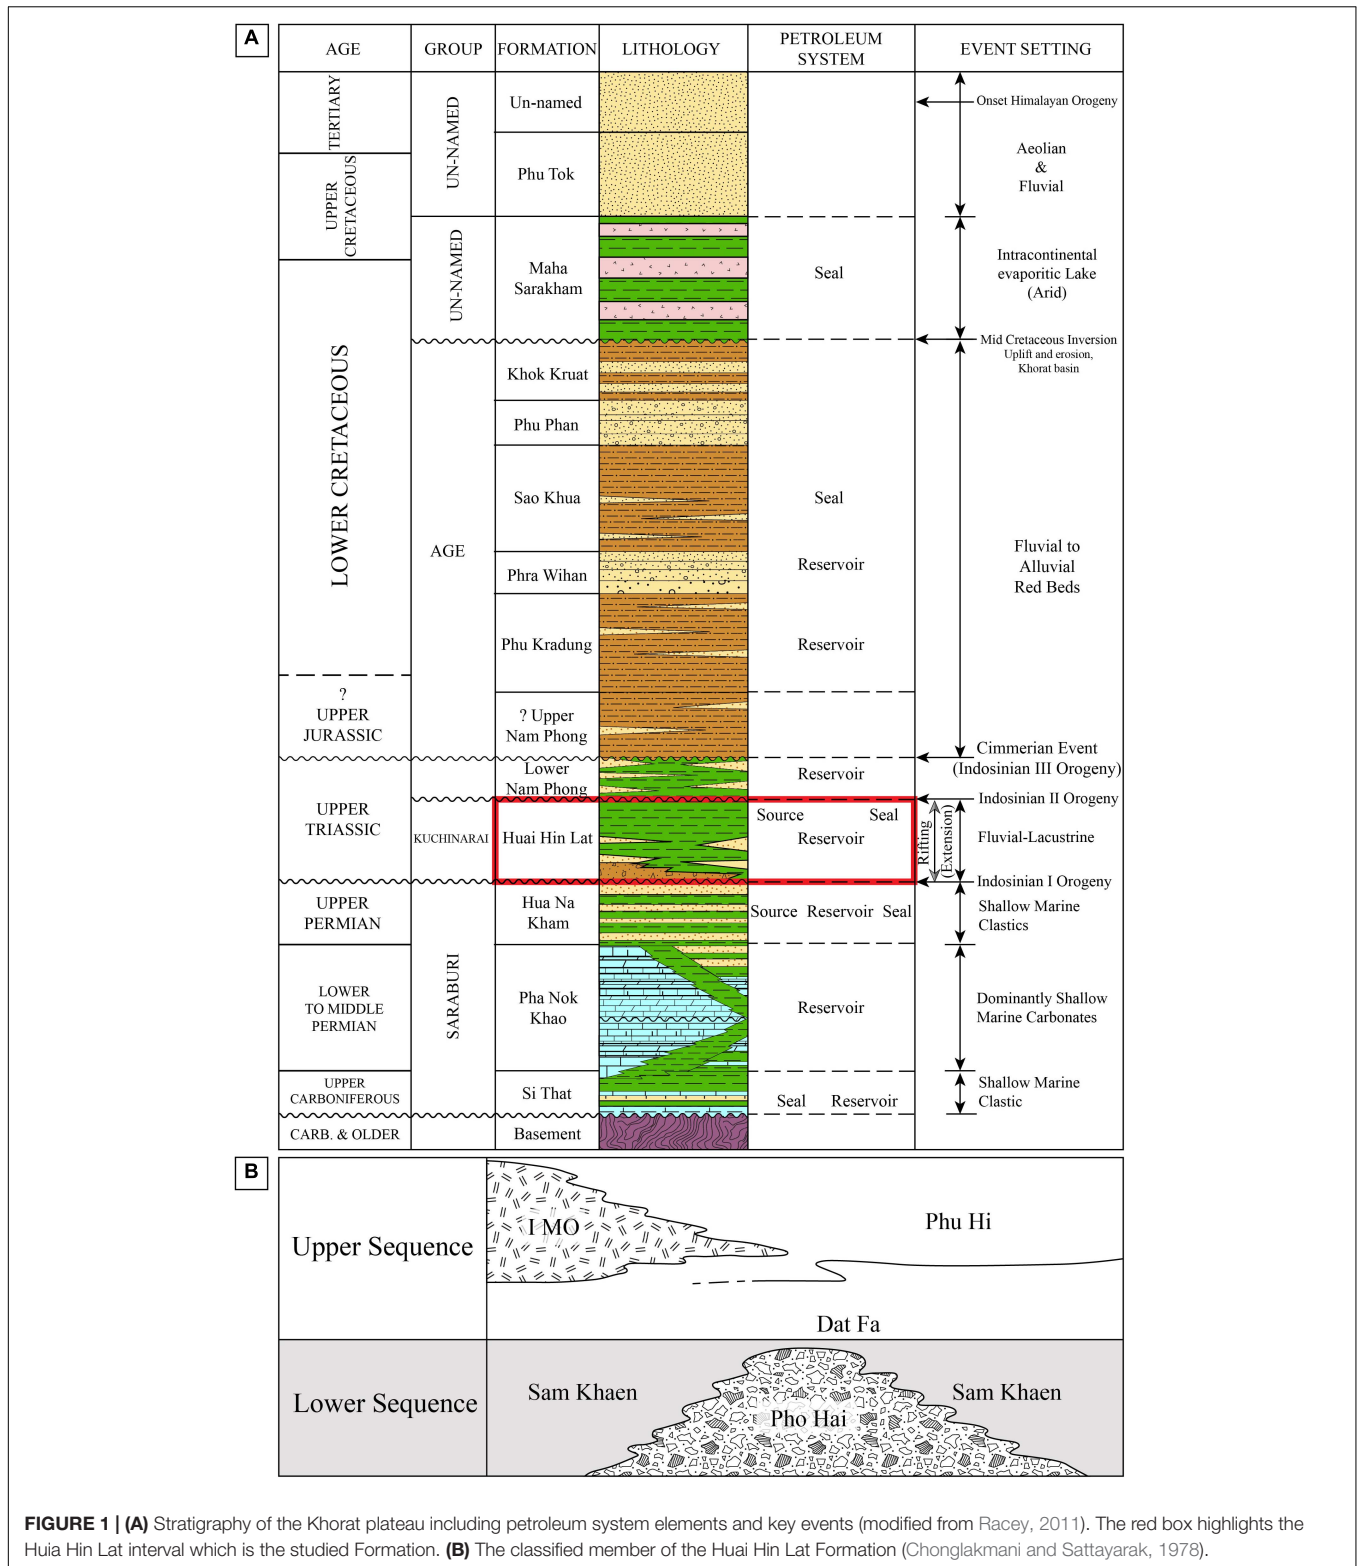 A
AGE
GROUP
FORMATION
LITHOLOGY
PETROLEUM
SYSTEM
EVENT SETTING
TERTIARY
UPPER
CRETACEOUS
LOWER CRETACEOUS
?
UPPER
JURASSIC
UPPER
TRIASSIC
UPPER
PERMIAN
LOWER
TO MIDDLE
PERMIAN
UPPER
CARBONIFEROUS
CARB. & OLDER
UN-NAMED
UN-NAMED
AGE
KUCHINARAI
SARABURI
Un-named
Phu Tok
Maha
Sarakham
Khok Kruat
Phu Phan
Sao Khua
Phra Wihan
Phu Kradung
? Upper
Nam Phong
Lower
Nam Phong
Huai Hin Lat
Hua Na
Kham
Pha Nok
Khao
Si That
Basement
Seal
Seal
Reservoir
Reservoir
Reservoir
Source Seal
Reservoir
Source Reservoir Seal
Reservoir
Seal Reservoir
Onset Himalayan Orogeny
Aeolian
&
Fluvial
Intracontinental
evaporitic Lake
(Arid)
Mid Cretaceous Inversion
Uplift and erosion,
Khorat basin
Fluvial to
Alluvial
Red Beds
Cimmerian Event
(Indosinian III Orogeny)
Indosinian II Orogeny
Rifting
(Extension)
Fluvial-Lacustrine
Indosinian I Orogeny
Shallow Marine
Clastics
Dominantly Shallow
Marine Carbonates
Shallow Marine
Clastic
B
Upper Sequence
I MO
Phu Hi
Dat Fa
Lower Sequence
Sam Khaen
Pho Hai
Sam Khaen
FIGURE 1 | (A) Stratigraphy of the Khorat plateau including petroleum system elements and key events (modified from Racey, 2011). The red box highlights the
Huia Hin Lat interval which is the studied Formation. (B) The classified member of the Huai Hin Lat Formation (Chonglakmani and Sattayarak, 1978).